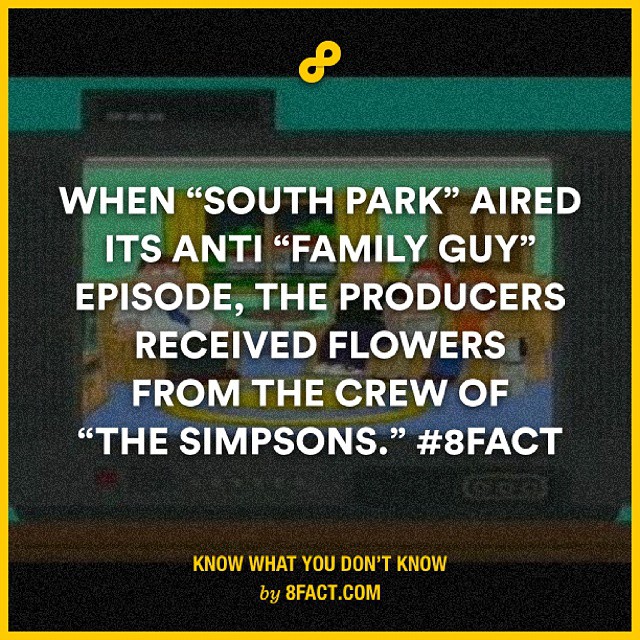 WHEN “SOUTH PARK” AIRED
ITS ANTI “FAMILY GUY”
EPISODE, THE PRODUCERS
RECEIVED FLOWERS
FROM THE CREW OF
“THE SIMPSONS.” #8FACT
KNOW WHAT YOU DON’T KNOW
by 8FACT.COM